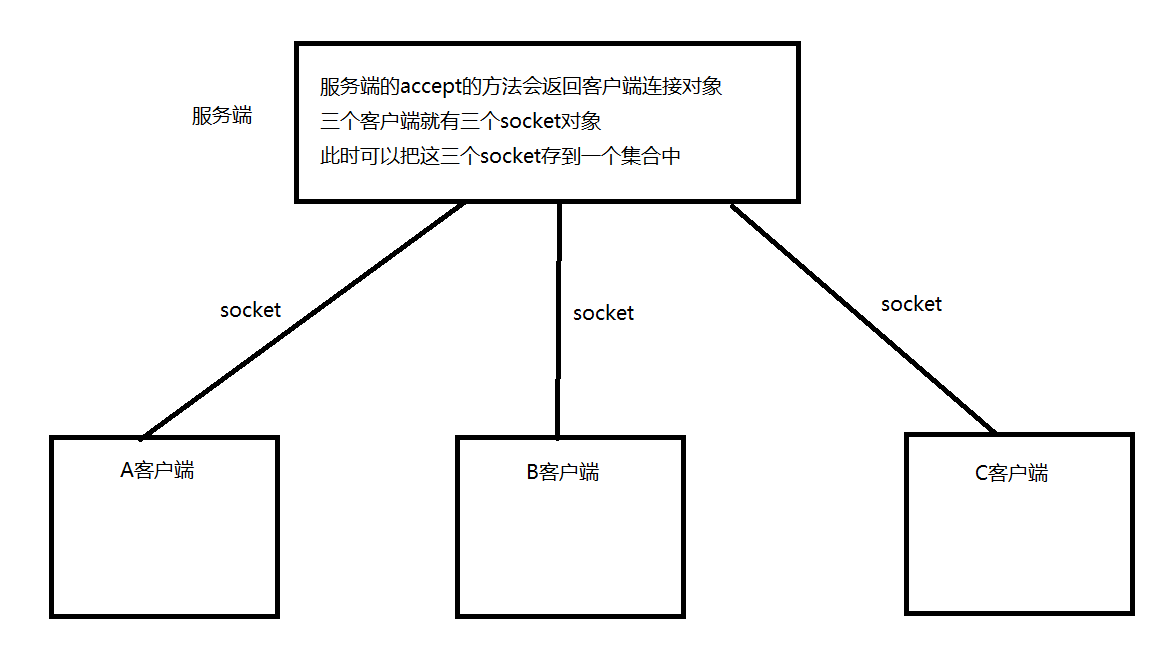 服务端
服务端的accept的方法会返回客户端连接对象
三个客户端就有三个socket对象
此时可以把这三个socket存到一个集合中
socket
socket
socket
A客户端
B客户端
C客户端